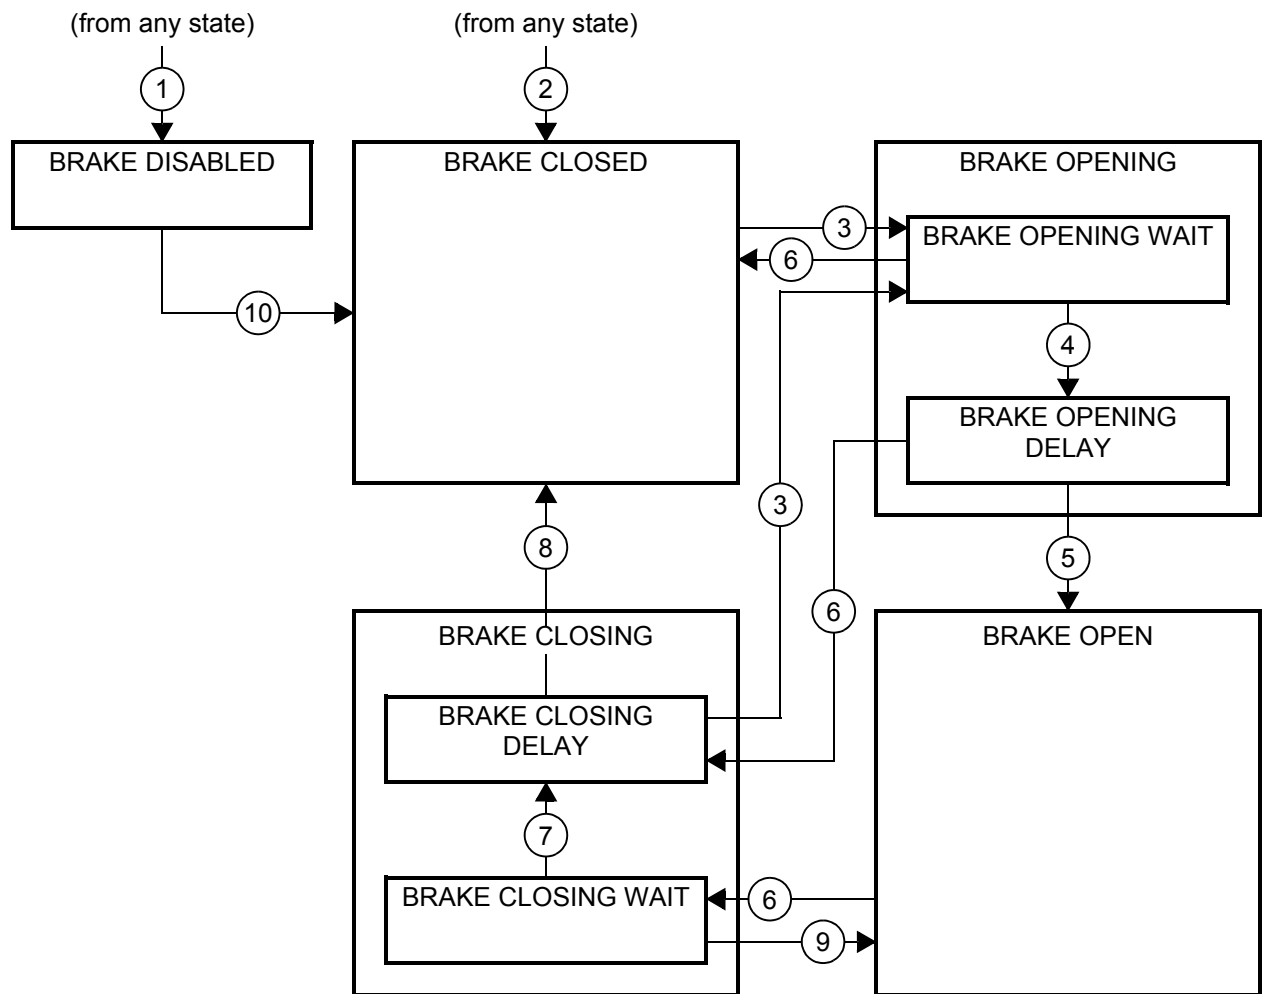 (from any state)
(from any state)
1
2
BRAKE DISABLED
BRAKE CLOSED
BRAKE OPENING
3
BRAKE OPENING WAIT
6
10
4
BRAKE OPENING
DELAY
3
8
5
6
BRAKE CLOSING
BRAKE OPEN
BRAKE CLOSING
DELAY
7
BRAKE CLOSING WAIT
6
9